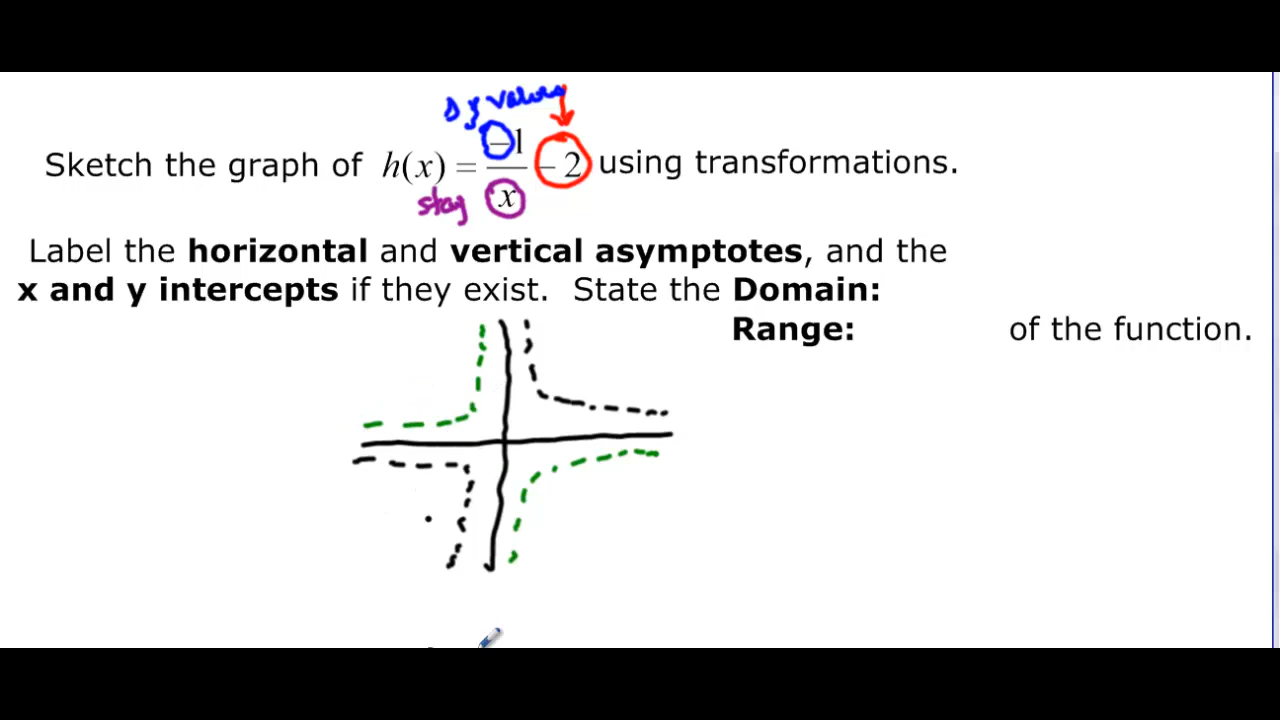 Δ y values
Sketch the graph of h(x) = −1/x − 2 using transformations.
stay
Label the horizontal and vertical asymptotes, and the
x and y intercepts if they exist. State the Domain:
Range: of the function.